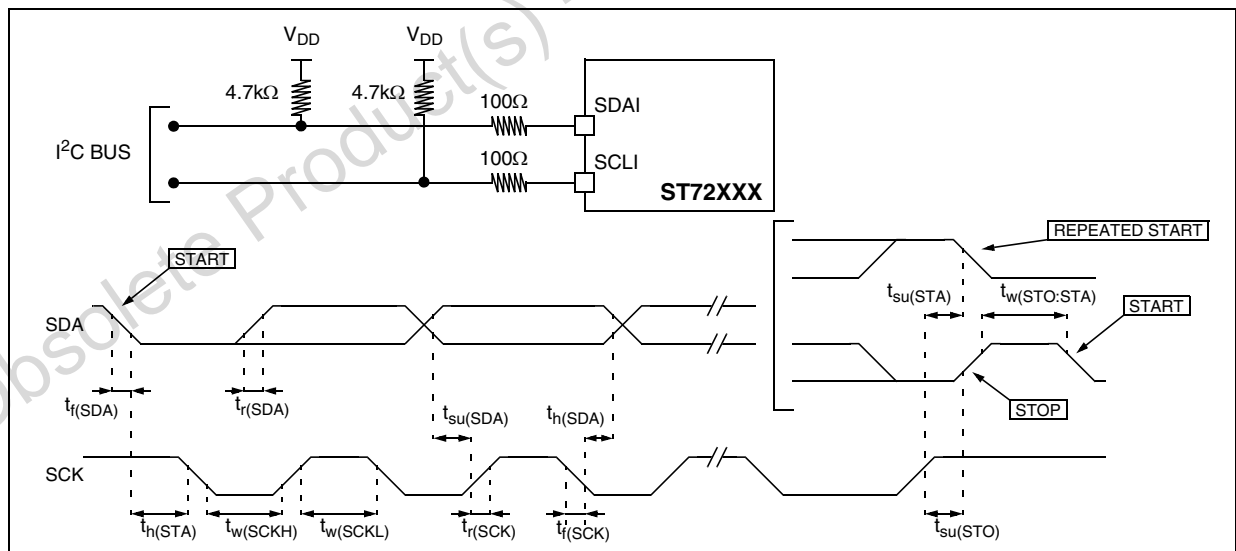 Obsolete Product(s)
V_DD V_DD
4.7kΩ 4.7kΩ
100Ω SDAI
I²C BUS
100Ω SCLI
ST72XXX
REPEATED START
START
t_su(STA) t_w(STO:STA)
START
SDA
t_f(SDA) t_r(SDA) t_su(SDA) t_h(SDA)
STOP
SCK
t_h(STA) t_w(SCKH) t_w(SCKL) t_r(SCK) t_f(SCK) t_su(STO)